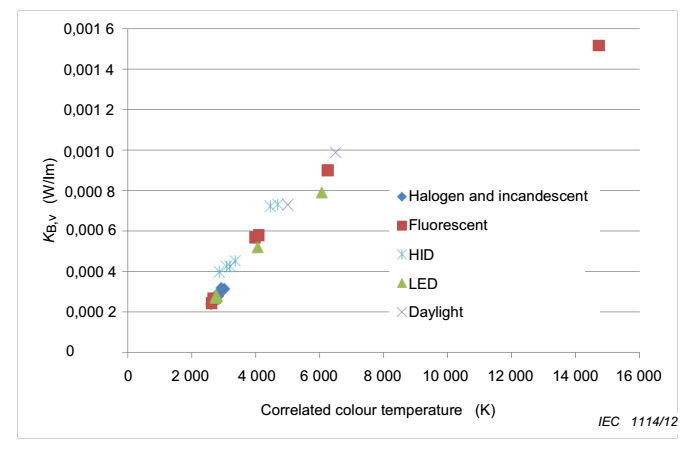 0,001 6
0,001 4
0,001 2
0,001 0
0,000 8
0,000 6
0,000 4
0,000 2
0
K_B,v (W/lm)
Halogen and incandescent
Fluorescent
HID
LED
Daylight
0 2 000 4 000 6 000 8 000 10 000 12 000 14 000 16 000
Correlated colour temperature (K)
IEC 1114/12